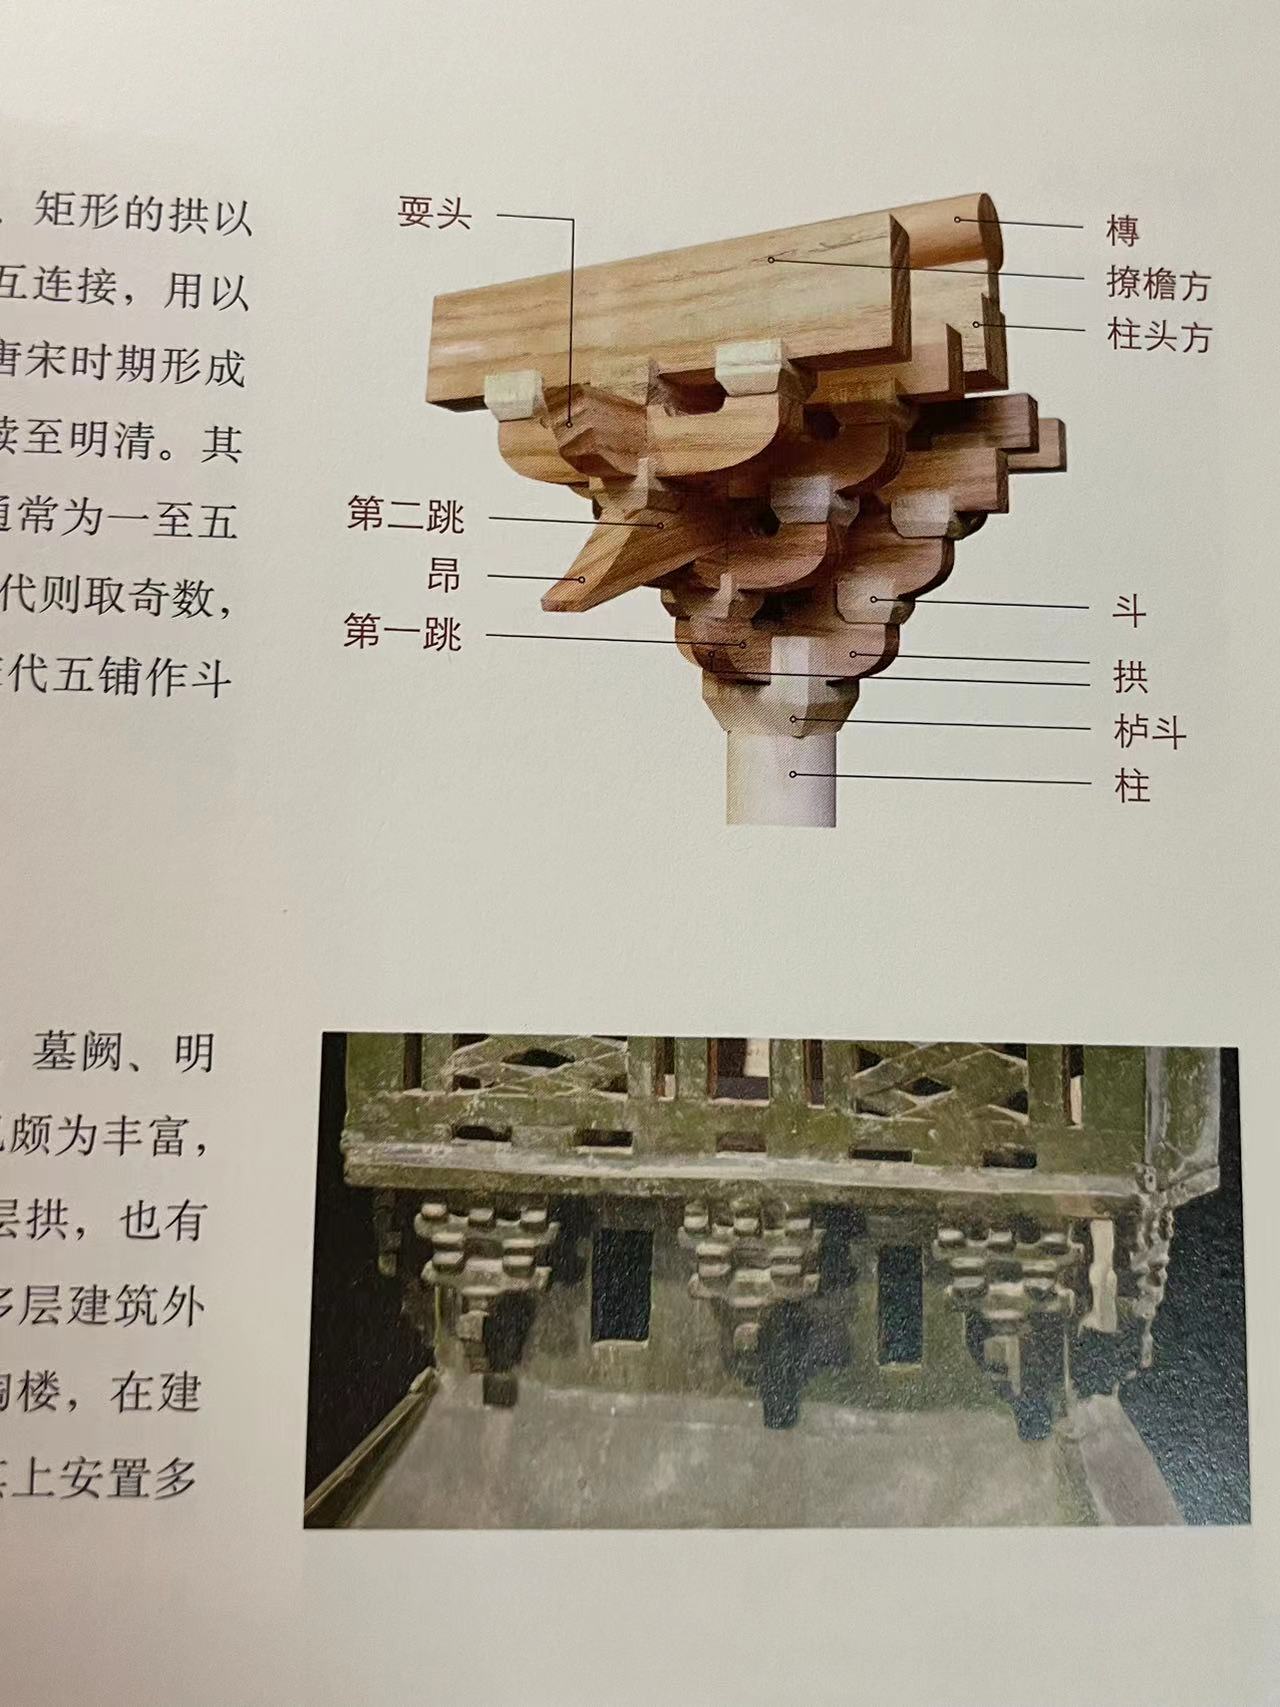 矩形的拱以
互连接，用以
唐宋时期形成
续至明清。其
通常为一至五
代则取奇数，
代五铺作斗
耍头
第二跳
昂
第一跳
槫
撩檐方
柱头方
斗
拱
栌斗
柱
墓阙、明
颇为丰富，
层拱，也有
多层建筑外
陶楼，在建
其上安置多